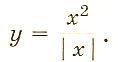 y = x² / | x | .